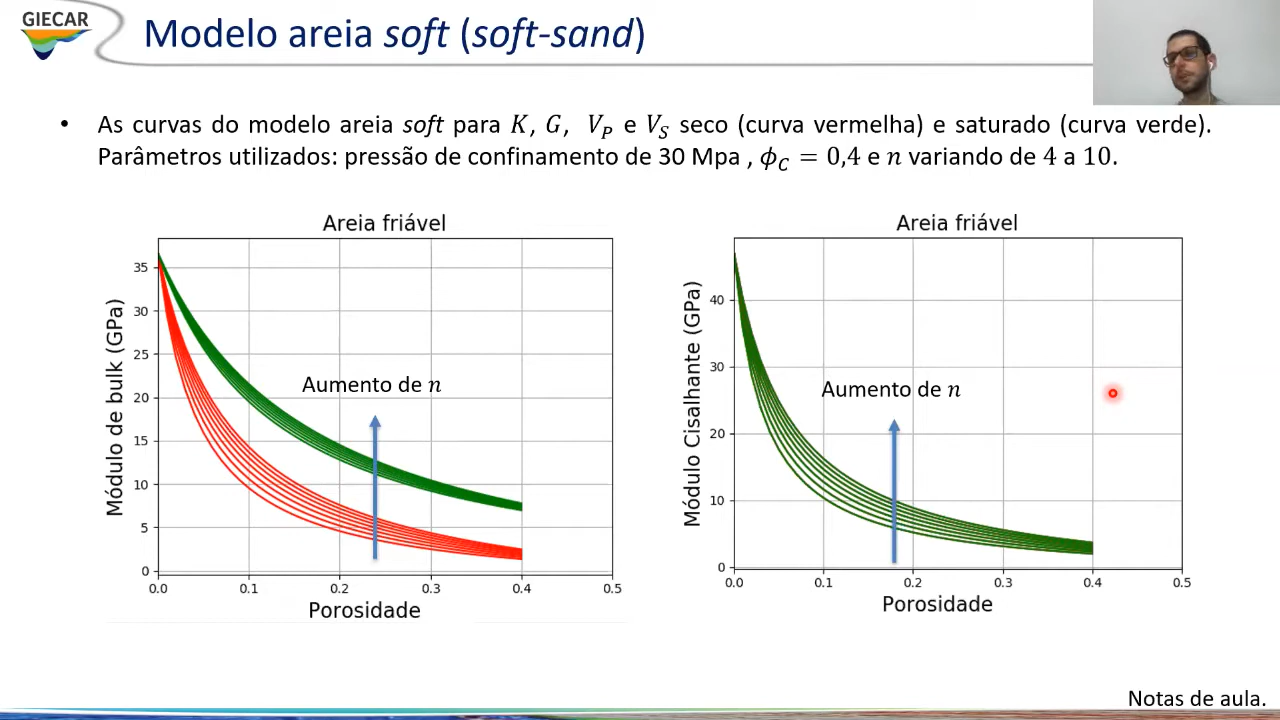 GIECAR
Modelo areia soft (soft-sand)
• As curvas do modelo areia soft para K, G, V_P e V_S seco (curva vermelha) e saturado (curva verde).
Parâmetros utilizados: pressão de confinamento de 30 Mpa , ϕ_C = 0,4 e n variando de 4 a 10.
Areia friável
Módulo de bulk (GPa)
35
30
25
20
15
10
5
0
Aumento de n
0.0 0.1 0.2 0.3 0.4 0.5
Porosidade
Areia friável
Módulo Cisalhante (GPa)
40
30
20
10
0
Aumento de n
0.0 0.1 0.2 0.3 0.4 0.5
Porosidade
Notas de aula.